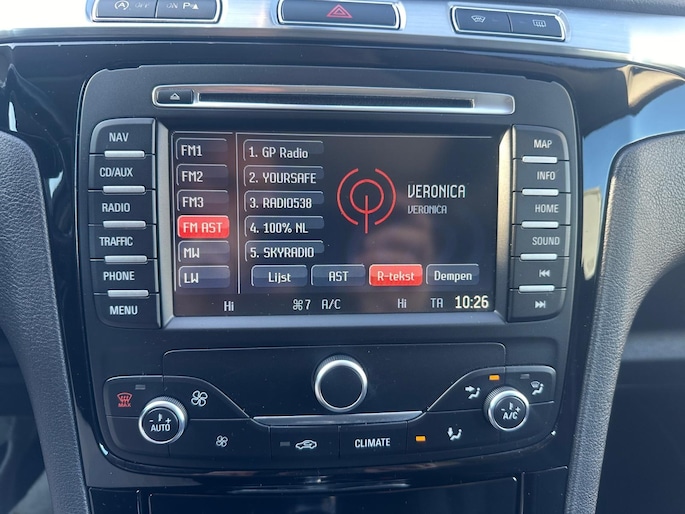 ON P
NAV
CD/AUX
RADIO
TRAFFIC
PHONE
MENU
FM1
FM2
FM3
FM AST
MW
LW
1. GP Radio
2. YOURSAFE
3. RADIO538
4. 100% NL
5. SKYRADIO
VERONICA
VERONICA
Lijst AST R-tekst Dempen
Hi 7 A/C Hi TA 10:26
MAP
INFO
HOME
SOUND
MAX
AUTO
CLIMATE
A/C